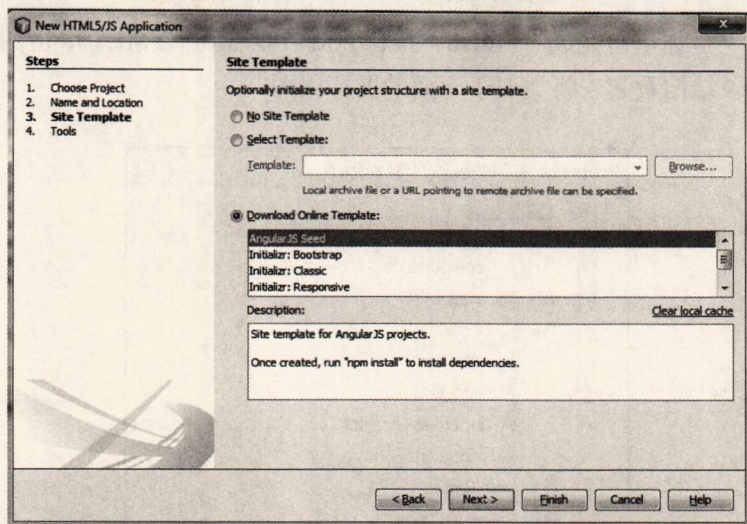 New HTML5/JS Application
Steps
1. Choose Project
2. Name and Location
3. Site Template
4. Tools
Site Template
Optionally initialize your project structure with a site template.
No Site Template
Select Template:
Template:
Browse...
Local archive file or a URL pointing to remote archive file can be specified.
Download Online Template:
AngularJS Seed
Initializr: Bootstrap
Initializr: Classic
Initializr: Responsive
Description:
Clear local cache
Site template for AngularJS projects.
Once created, run "npm install" to install dependencies.
< Back
Next >
Finish
Cancel
Help